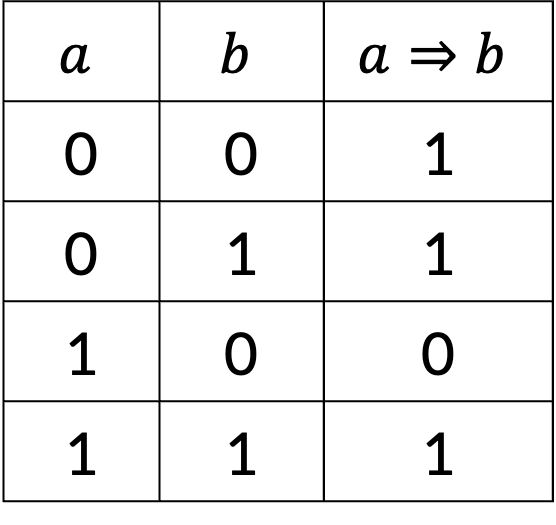 a b a ⇒ b
0 0 1
0 1 1
1 0 0
1 1 1